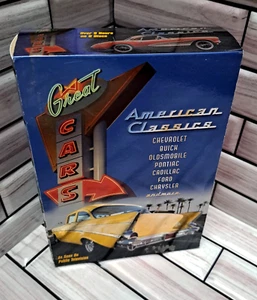 Great
CARS
American
Classics
CHEVROLET
BUICK
OLDSMOBILE
PONTIAC
CADILLAC
FORD
CHRYSLER
and more
As Seen On
Public Television